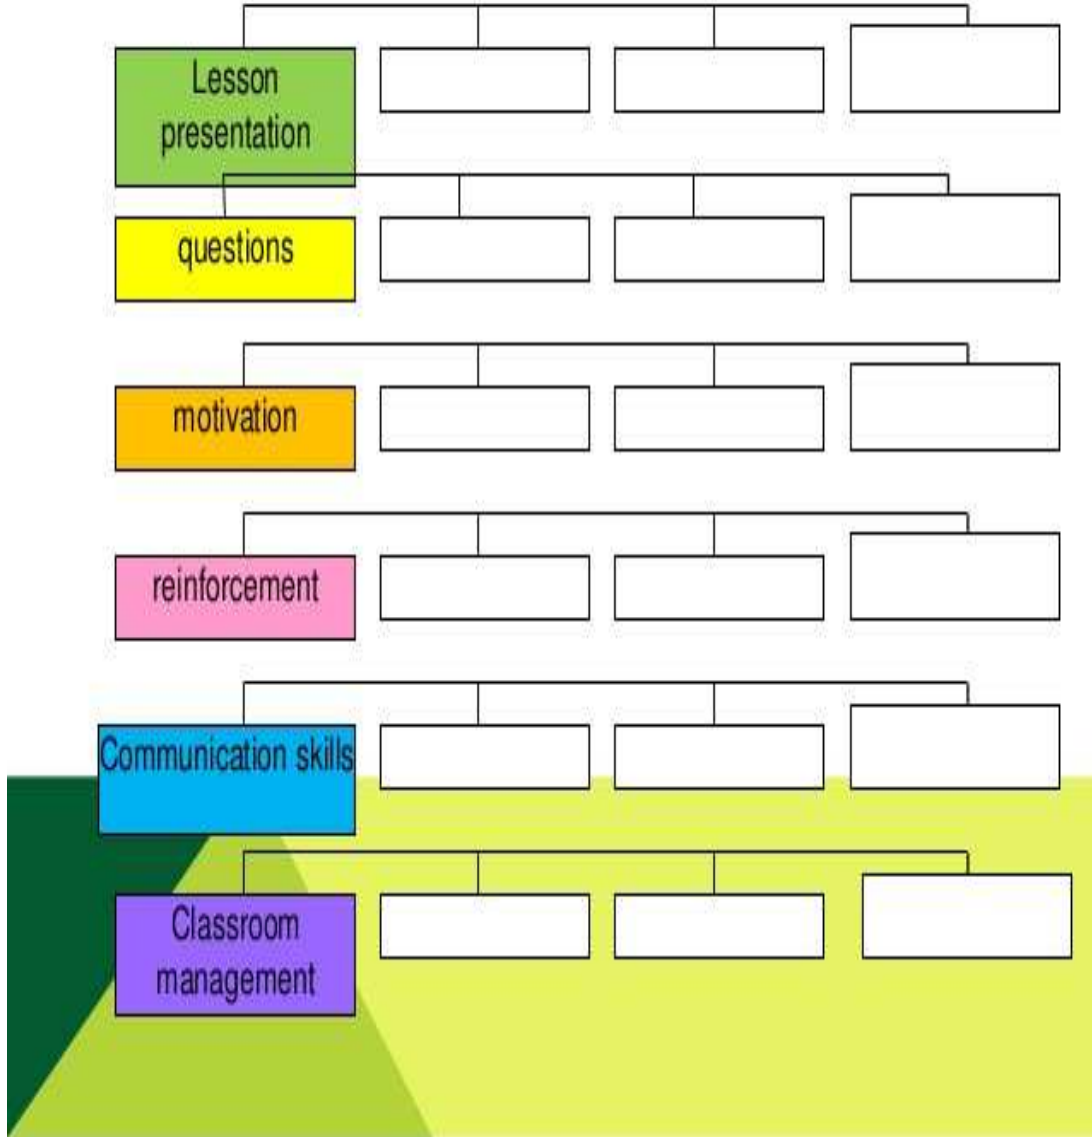 Lesson
presentation
questions
motivation
reinforcement
Communication skills
Classroom
management